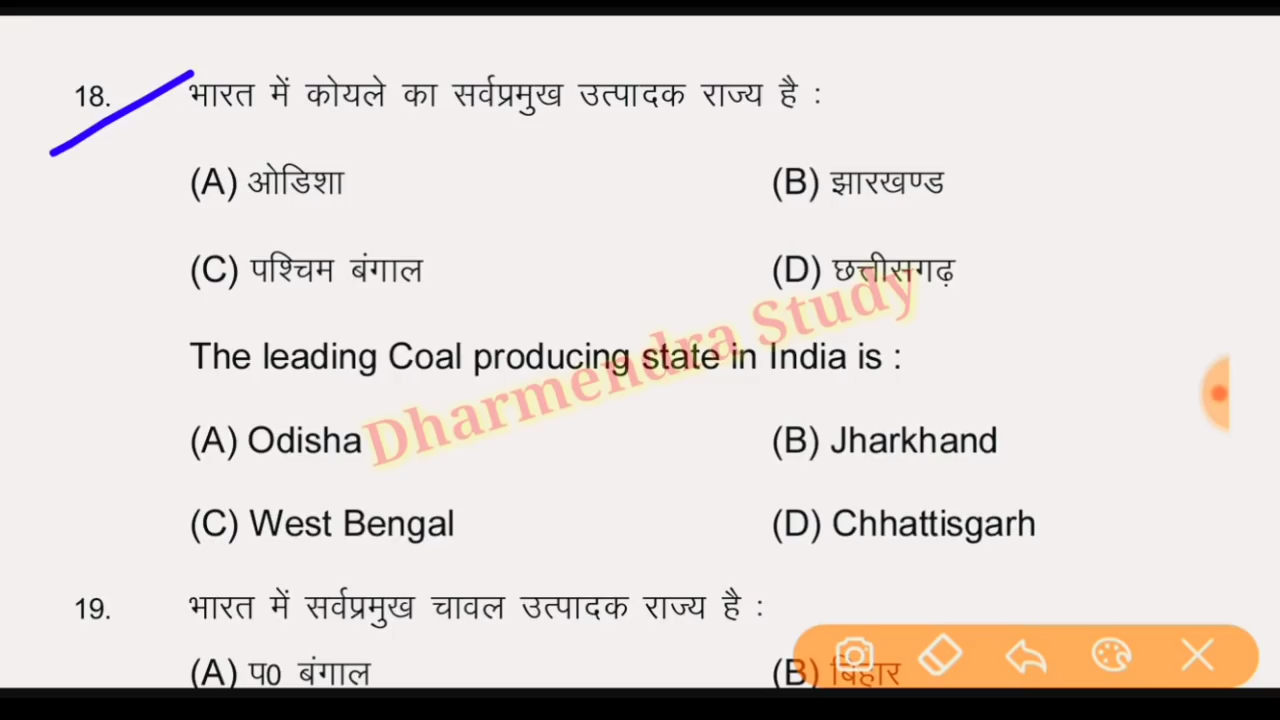 18. भारत में कोयले का सर्वप्रमुख उत्पादक राज्य है :
(A) ओडिशा (B) झारखण्ड
(C) पश्चिम बंगाल (D) छत्तीसगढ़
Dharmendra Study
The leading Coal producing state in India is :
(A) Odisha (B) Jharkhand
(C) West Bengal (D) Chhattisgarh
19. भारत में सर्वप्रमुख चावल उत्पादक राज्य है :
(A) प0 बंगाल (B) बिहार